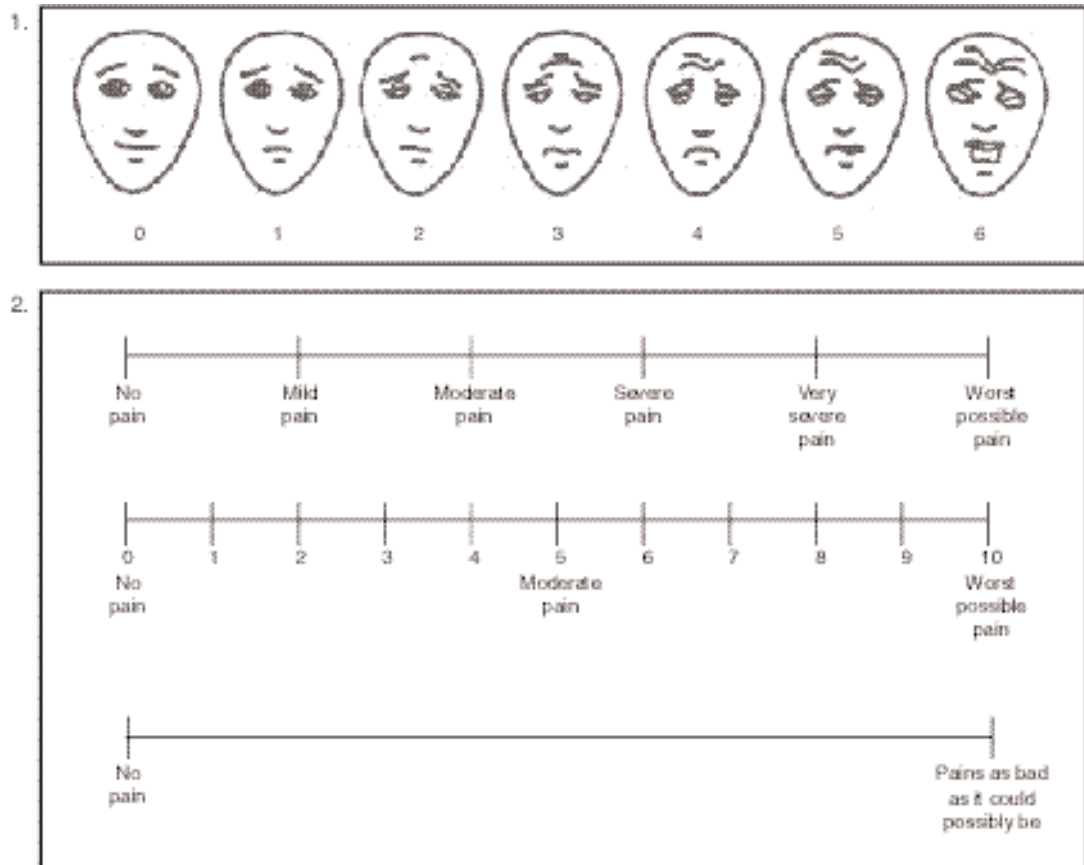 1.
0 1 2 3 4 5 6
2.
No Mild Moderate Severe Very Worst
pain pain pain pain severe possible
pain pain
0 1 2 3 4 5 6 7 8 9 10
No Moderate Worst
pain pain possible
pain
No Pains as bad
pain as it could
possibly be